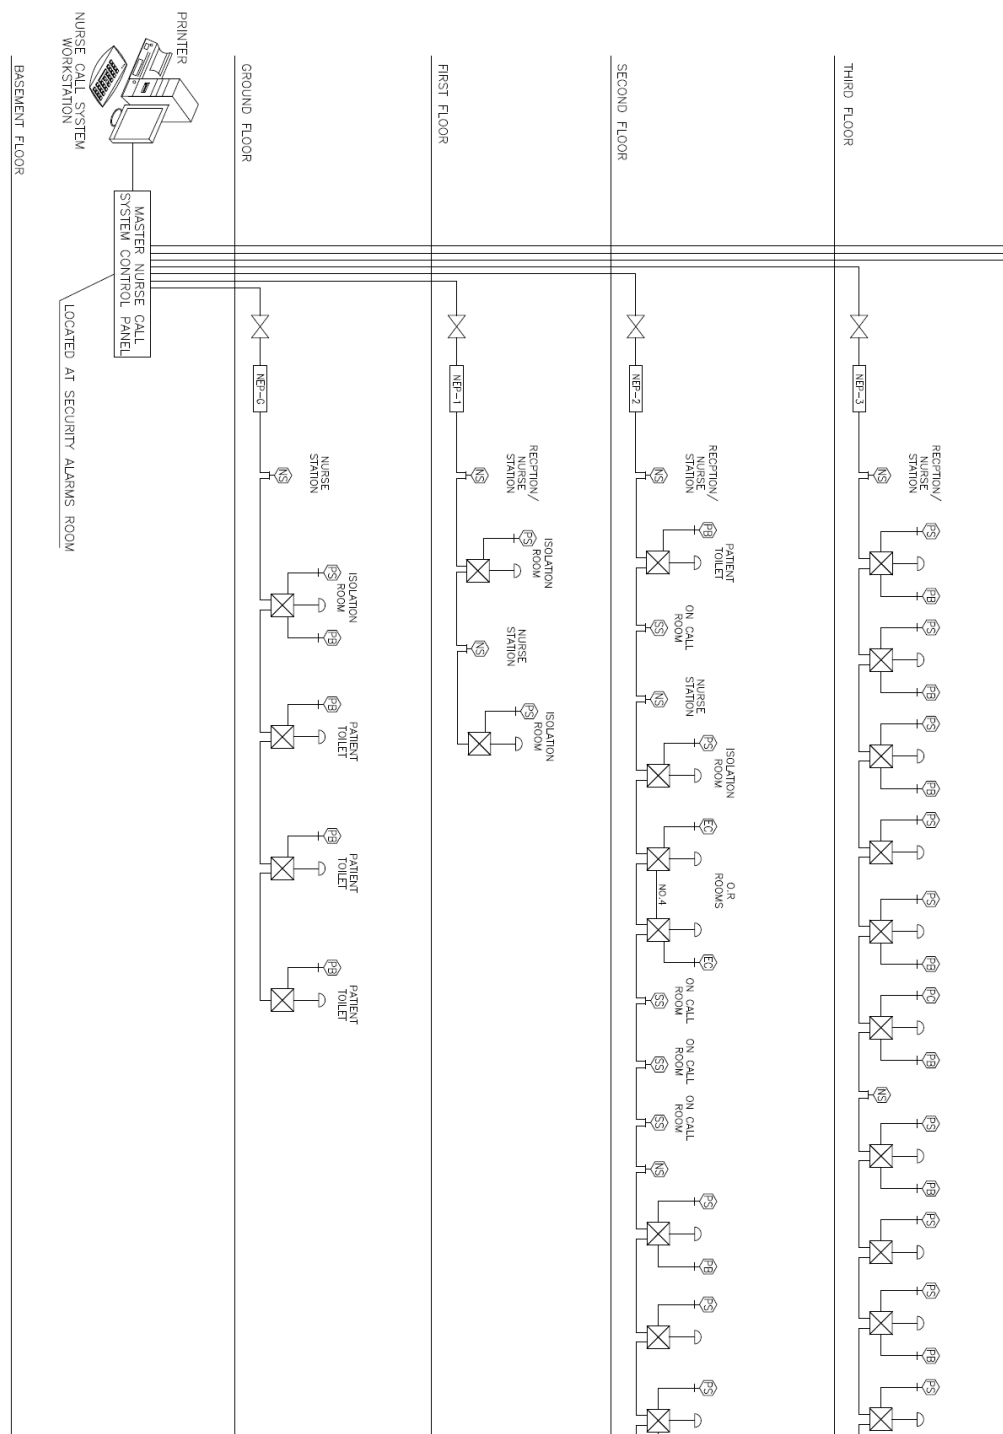 THIRD FLOOR
NEP-3
RECPTION/
NURSE
STATION
NS
PS
PB
PS
PB
PS
PB
PS
PS
PB
PC
PB
NS
PS
PB
PS
PS
PB
PS
SECOND FLOOR
NEP-2
RECPTION/
NURSE
STATION
NS
PATIENT
TOILET
PB
ON CALL
ROOM
SS
NURSE
STATION
NS
ISOLATION
ROOM
PS
O.R
ROOMS
EC
NO.4
EC
ON CALL
ROOM
SS
ON CALL
ROOM
SS
ON CALL
ROOM
SS
NS
PS
PB
PS
PS
FIRST FLOOR
NEP-1
RECPTION/
NURSE
STATION
NS
ISOLATION
ROOM
PS
NURSE
STATION
NS
ISOLATION
ROOM
PS
GROUND FLOOR
NEP-G
NURSE
STATION
NS
ISOLATION
ROOM
PS
PB
PATIENT
TOILET
PB
PATIENT
TOILET
PB
PATIENT
TOILET
PB
PRINTER
NURSE CALL SYSTEM
WORKSTATION
MASTER NURSE CALL
SYSTEM CONTROL PANEL
LOCATED AT SECURITY ALARMS ROOM
BASEMENT FLOOR